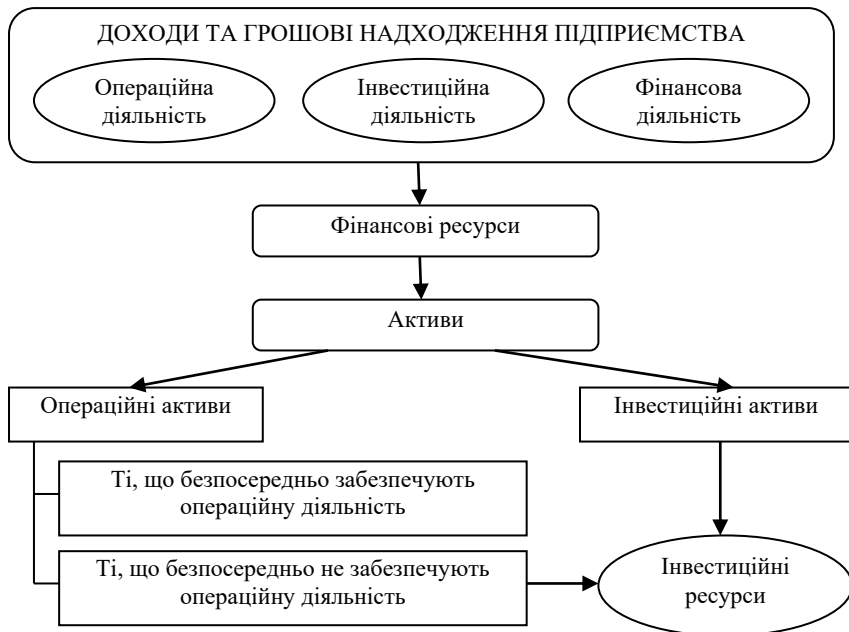 ДОХОДИ ТА ГРОШОВІ НАДХОДЖЕННЯ ПІДПРИЄМСТВА
Операційна
діяльність
Інвестиційна
діяльність
Фінансова
діяльність
Фінансові ресурси
Активи
Операційні активи
Інвестиційні активи
Ті, що безпосередньо забезпечують
операційну діяльність
Ті, що безпосередньо не забезпечують
операційну діяльність
Інвестиційні
ресурси